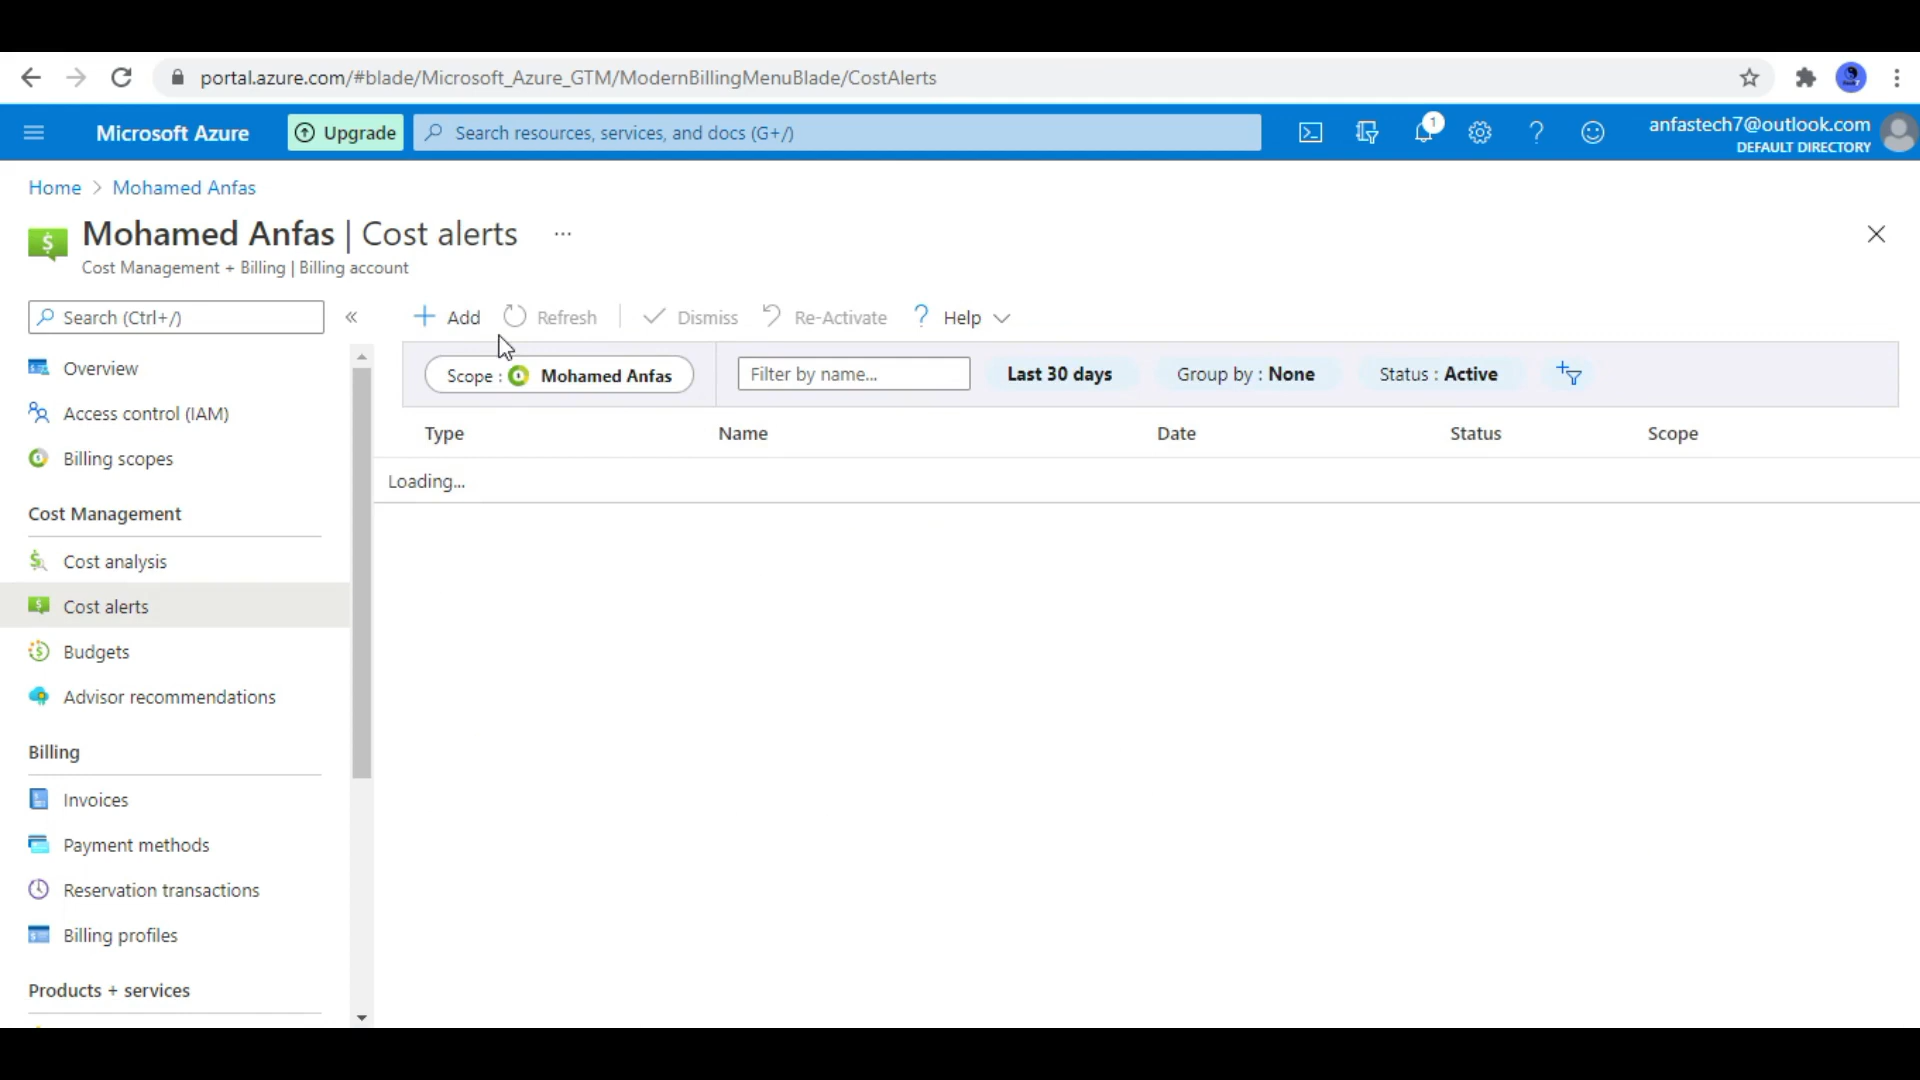 portal.azure.com/#blade/Microsoft_Azure_GTM/ModernBillingMenuBlade/CostAlerts
Microsoft Azure
Upgrade
Search resources, services, and docs (G+/)
1
anfastech7@outlook.com
DEFAULT DIRECTORY
Home > Mohamed Anfas
Mohamed Anfas | Cost alerts ...
Cost Management + Billing | Billing account
Search (Ctrl+/)
«
Add
Refresh
Dismiss
Re-Activate
? Help
Overview
Access control (IAM)
Billing scopes
Cost Management
Cost analysis
Cost alerts
Budgets
Advisor recommendations
Billing
Invoices
Payment methods
Reservation transactions
Billing profiles
Products + services
Scope : Mohamed Anfas
Filter by name...
Last 30 days
Group by : None
Status : Active
Type Name Date Status Scope
Loading...